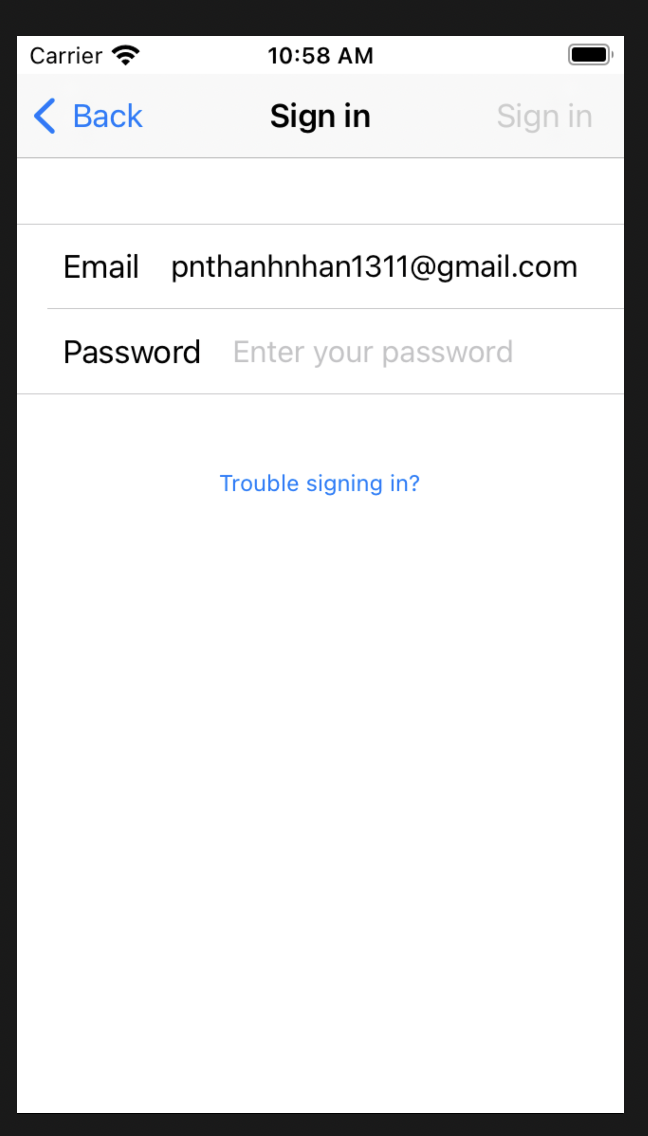 Carrier 10:58 AM
Back Sign in Sign in
Email pnthanhnhan1311@gmail.com
Password Enter your password
Trouble signing in?